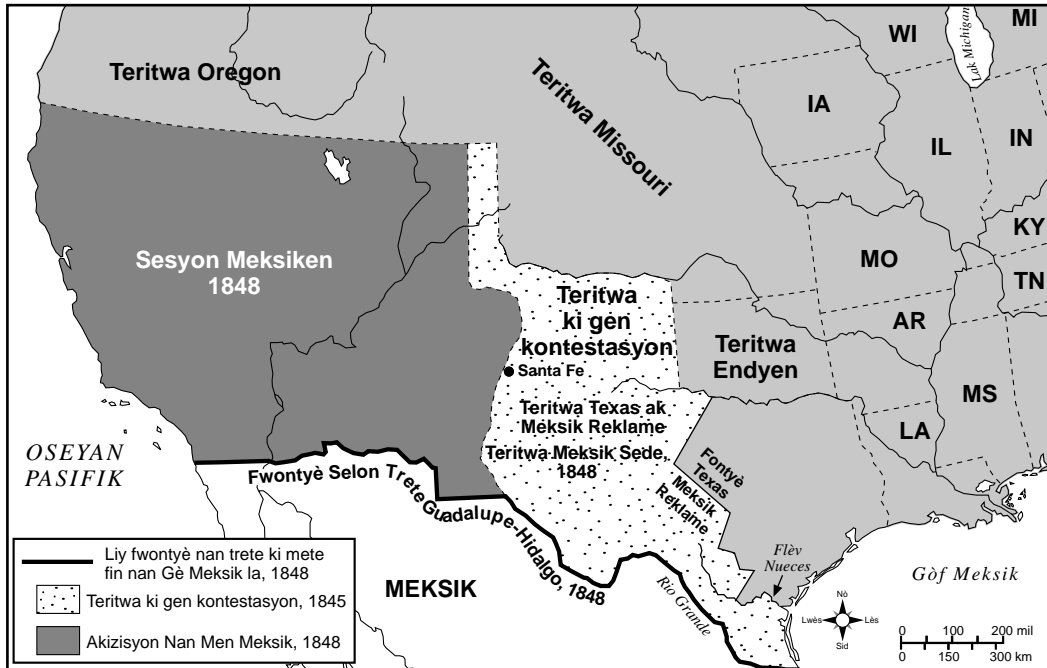 Teritwa Oregon
Teritwa Missouri
WI
MI
Lak Michigan
IA
IL
IN
KY
MO
TN
AR
MS
LA
Sesyon Meksiken
1848
Teritwa
ki gen
kontestasyon
Santa Fe
Teritwa
Endyen
Teritwa Texas ak
Meksik Reklame
Teritwa Meksik Sede,
1848
Fontyè
Texas
Meksik
Reklame
OSEYAN
PASIFIK
Fwontyè Selon Trete Guadalupe-Hidalgo, 1848
MEKSIK
Rio Grande
Flèv
Nueces
Gòf Meksik
Liy fwontyè nan trete ki mete
fin nan Gè Meksik la, 1848
Teritwa ki gen kontestasyon, 1845
Akizisyon Nan Men Meksik, 1848
Nò
Lwès
Lès
Sid
0 100 200 mil
0 150 300 km